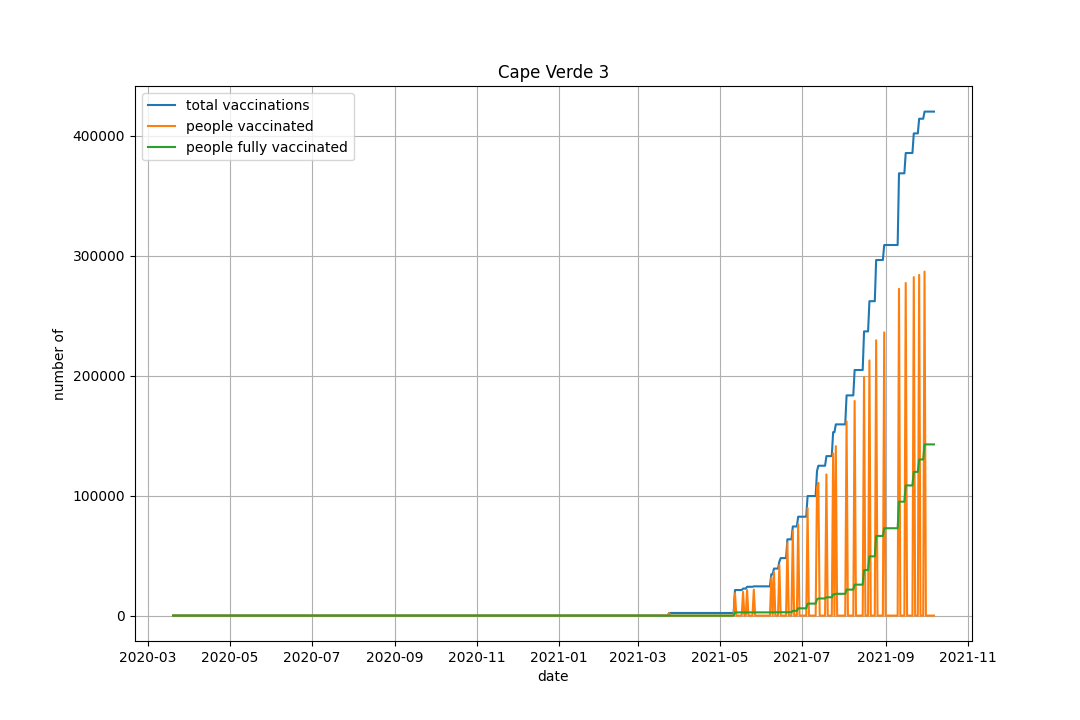 Cape Verde 3
total vaccinations
people vaccinated
people fully vaccinated
400000
300000
200000
100000
0
number of
2020-03 2020-05 2020-07 2020-09 2020-11 2021-01 2021-03 2021-05 2021-07 2021-09 2021-11
date